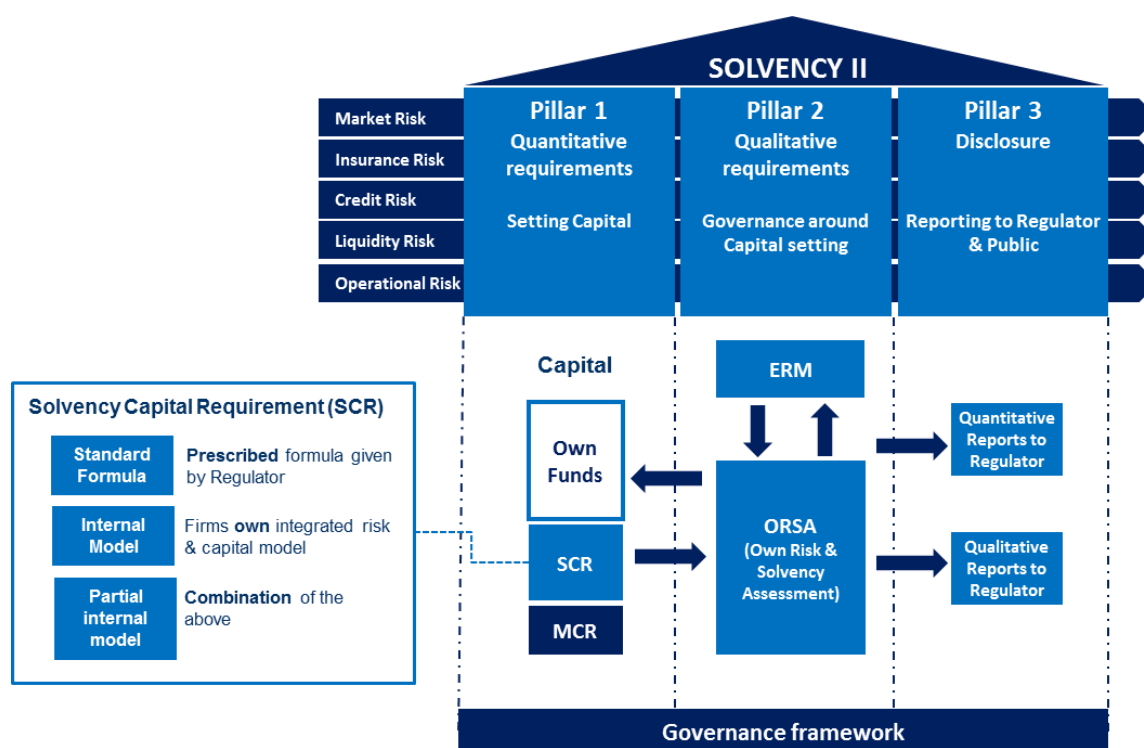 SOLVENCY II
Market Risk
Insurance Risk
Credit Risk
Liquidity Risk
Operational Risk
Pillar 1
Quantitative
requirements
Setting Capital
Pillar 2
Qualitative
requirements
Governance around
Capital setting
Pillar 3
Disclosure
Reporting to Regulator
& Public
Solvency Capital Requirement (SCR)
Standard
Formula
Prescribed formula given
by Regulator
Internal
Model
Firms own integrated risk
& capital model
Partial
internal
model
Combination of the
above
Capital
Own
Funds
SCR
MCR
ERM
ORSA
(Own Risk &
Solvency
Assessment)
Quantitative
Reports to
Regulator
Qualitative
Reports to
Regulator
Governance framework